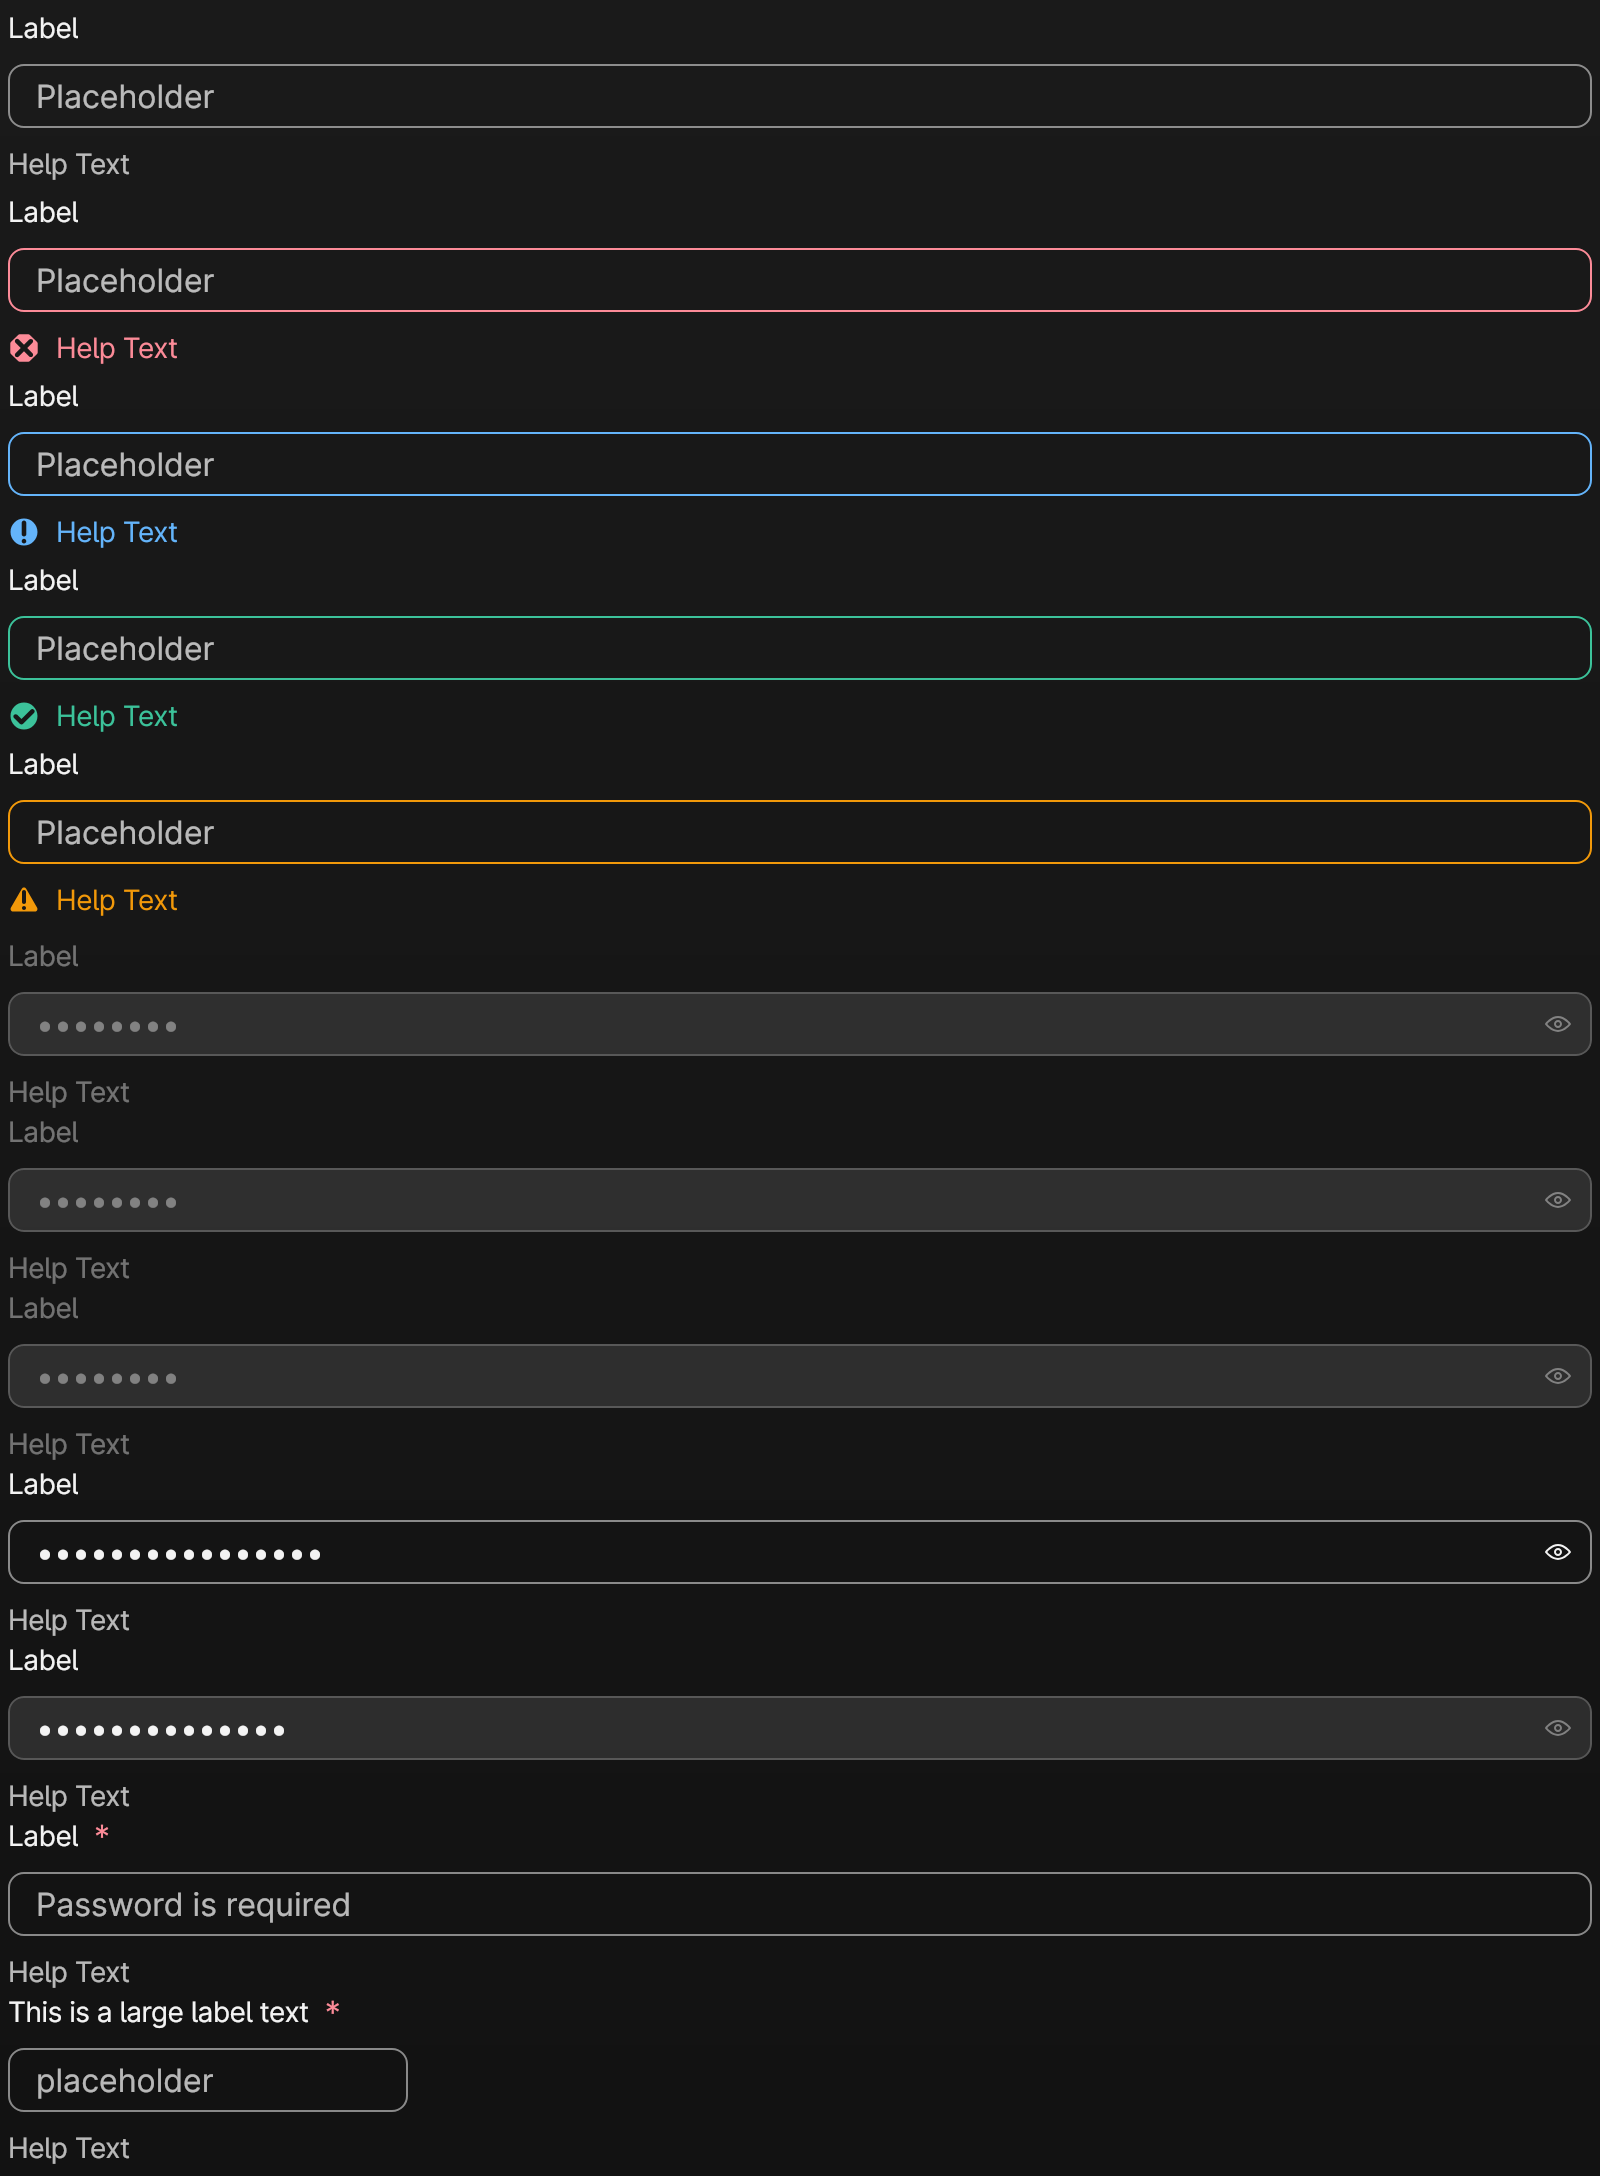 Label
Placeholder
Help Text
Label
Placeholder
Help Text
Label
Placeholder
Help Text
Label
Placeholder
Help Text
Label
Placeholder
Help Text
Label
••••••••
Help Text
Label
••••••••
Help Text
Label
••••••••
Help Text
Label
••••••••••••••••
Help Text
Label
••••••••••••••
Help Text
Label *
Password is required
Help Text
This is a large label text *
placeholder
Help Text